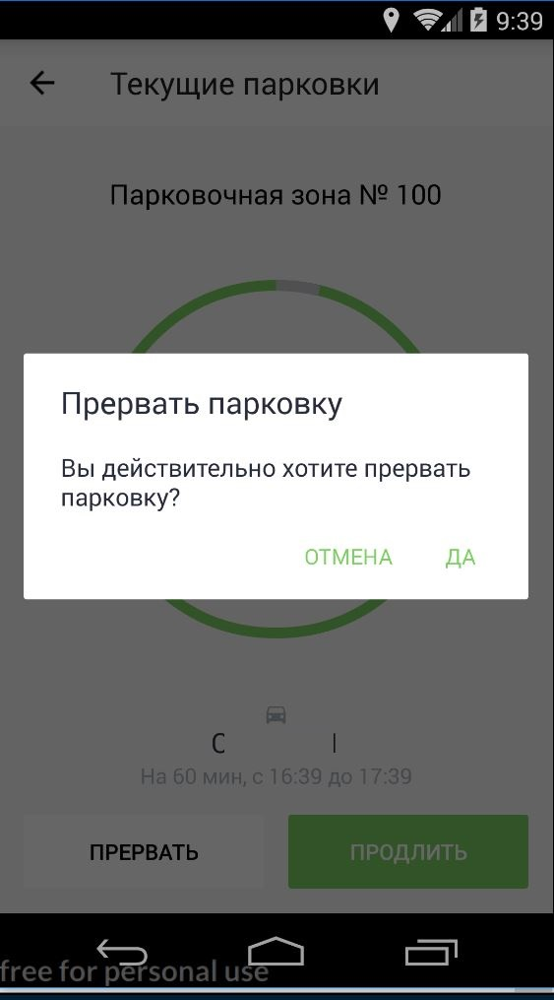 9:39
Текущие парковки
Парковочная зона № 100
Прервать парковку
Вы действительно хотите прервать
парковку?
ОТМЕНА ДА
На 60 мин, с 16:39 до 17:39
ПРЕРВАТЬ ПРОДЛИТЬ
free for personal use